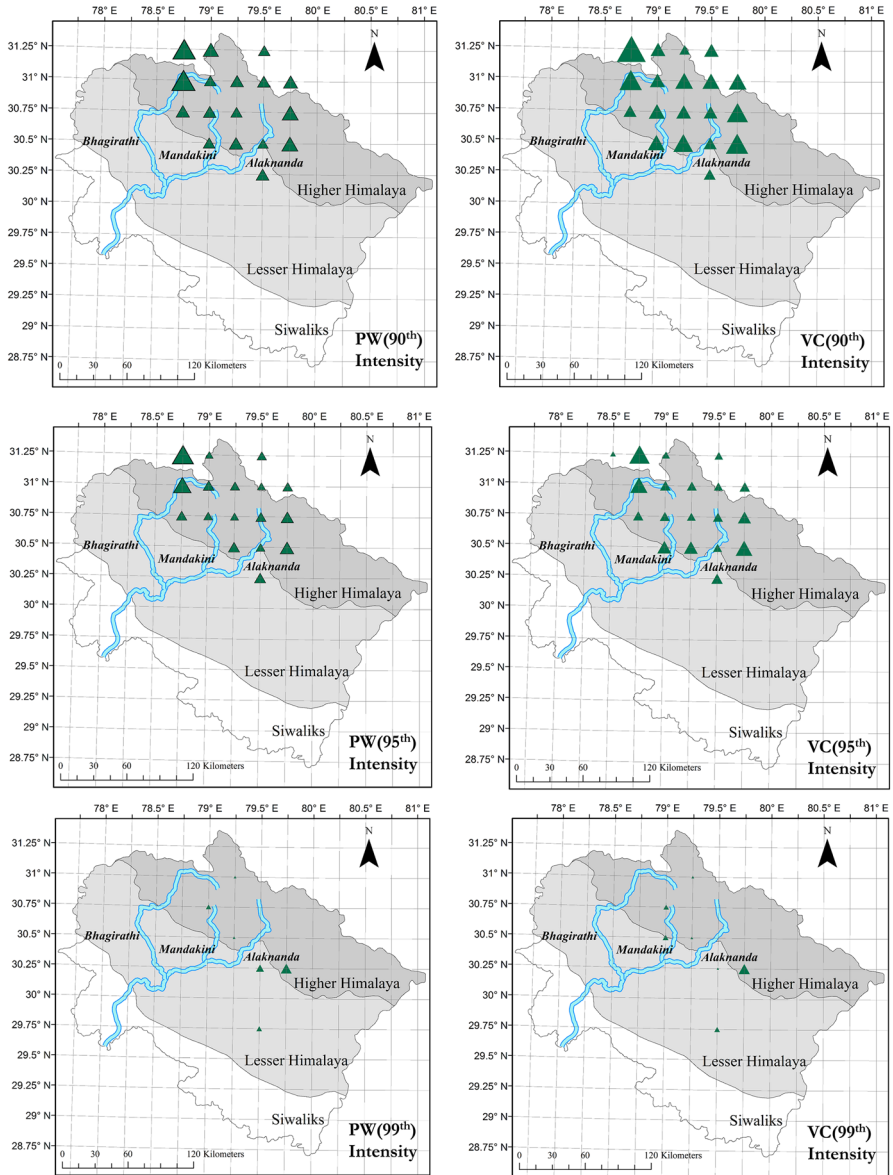 78° E 78.5° E 79° E 79.5° E 80° E 80.5° E 81° E
31.25° N
31° N
30.75° N
30.5° N
30.25° N
30° N
29.75° N
29.5° N
29.25° N
29° N
28.75° N
N
Bhagirathi
Mandakini
Alaknanda
Higher Himalaya
Lesser Himalaya
Siwaliks
PW(90th)
Intensity
0 30 60 120 Kilometers
78° E 78.5° E 79° E 79.5° E 80° E 80.5° E 81° E
31.25° N
31° N
30.75° N
30.5° N
30.25° N
30° N
29.75° N
29.5° N
29.25° N
29° N
28.75° N
N
Bhagirathi
Mandakini
Alaknanda
Higher Himalaya
Lesser Himalaya
Siwaliks
VC(90th)
Intensity
0 30 60 120 Kilometers
78° E 78.5° E 79° E 79.5° E 80° E 80.5° E 81° E
31.25° N
31° N
30.75° N
30.5° N
30.25° N
30° N
29.75° N
29.5° N
29.25° N
29° N
28.75° N
N
Bhagirathi
Mandakini
Alaknanda
Higher Himalaya
Lesser Himalaya
Siwaliks
PW(95th)
Intensity
0 30 60 120 Kilometers
78° E 78.5° E 79° E 79.5° E 80° E 80.5° E 81° E
31.25° N
31° N
30.75° N
30.5° N
30.25° N
30° N
29.75° N
29.5° N
29.25° N
29° N
28.75° N
N
Bhagirathi
Mandakini
Alaknanda
Higher Himalaya
Lesser Himalaya
Siwaliks
VC(95th)
Intensity
0 30 60 120 Kilometers
78° E 78.5° E 79° E 79.5° E 80° E 80.5° E 81° E
31.25° N
31° N
30.75° N
30.5° N
30.25° N
30° N
29.75° N
29.5° N
29.25° N
29° N
28.75° N
N
Bhagirathi
Mandakini
Alaknanda
Higher Himalaya
Lesser Himalaya
Siwaliks
PW(99th)
Intensity
0 30 60 120 Kilometers
78° E 78.5° E 79° E 79.5° E 80° E 80.5° E 81° E
31.25° N
31° N
30.75° N
30.5° N
30.25° N
30° N
29.75° N
29.5° N
29.25° N
29° N
28.75° N
N
Bhagirathi
Mandakini
Alaknanda
Higher Himalaya
Lesser Himalaya
Siwaliks
VC(99th)
Intensity
0 30 60 120 Kilometers